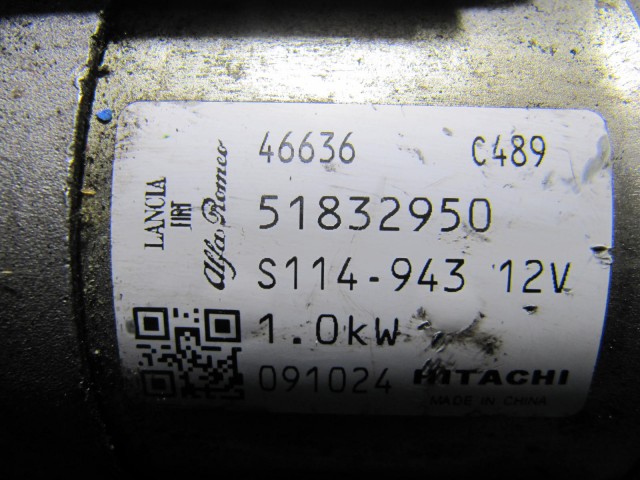 46636 C489
LANCIA
FIAT
Alfa Romeo
51832950
S114-943 12V
1.0kW
091024 HITACHI
MADE IN CHINA